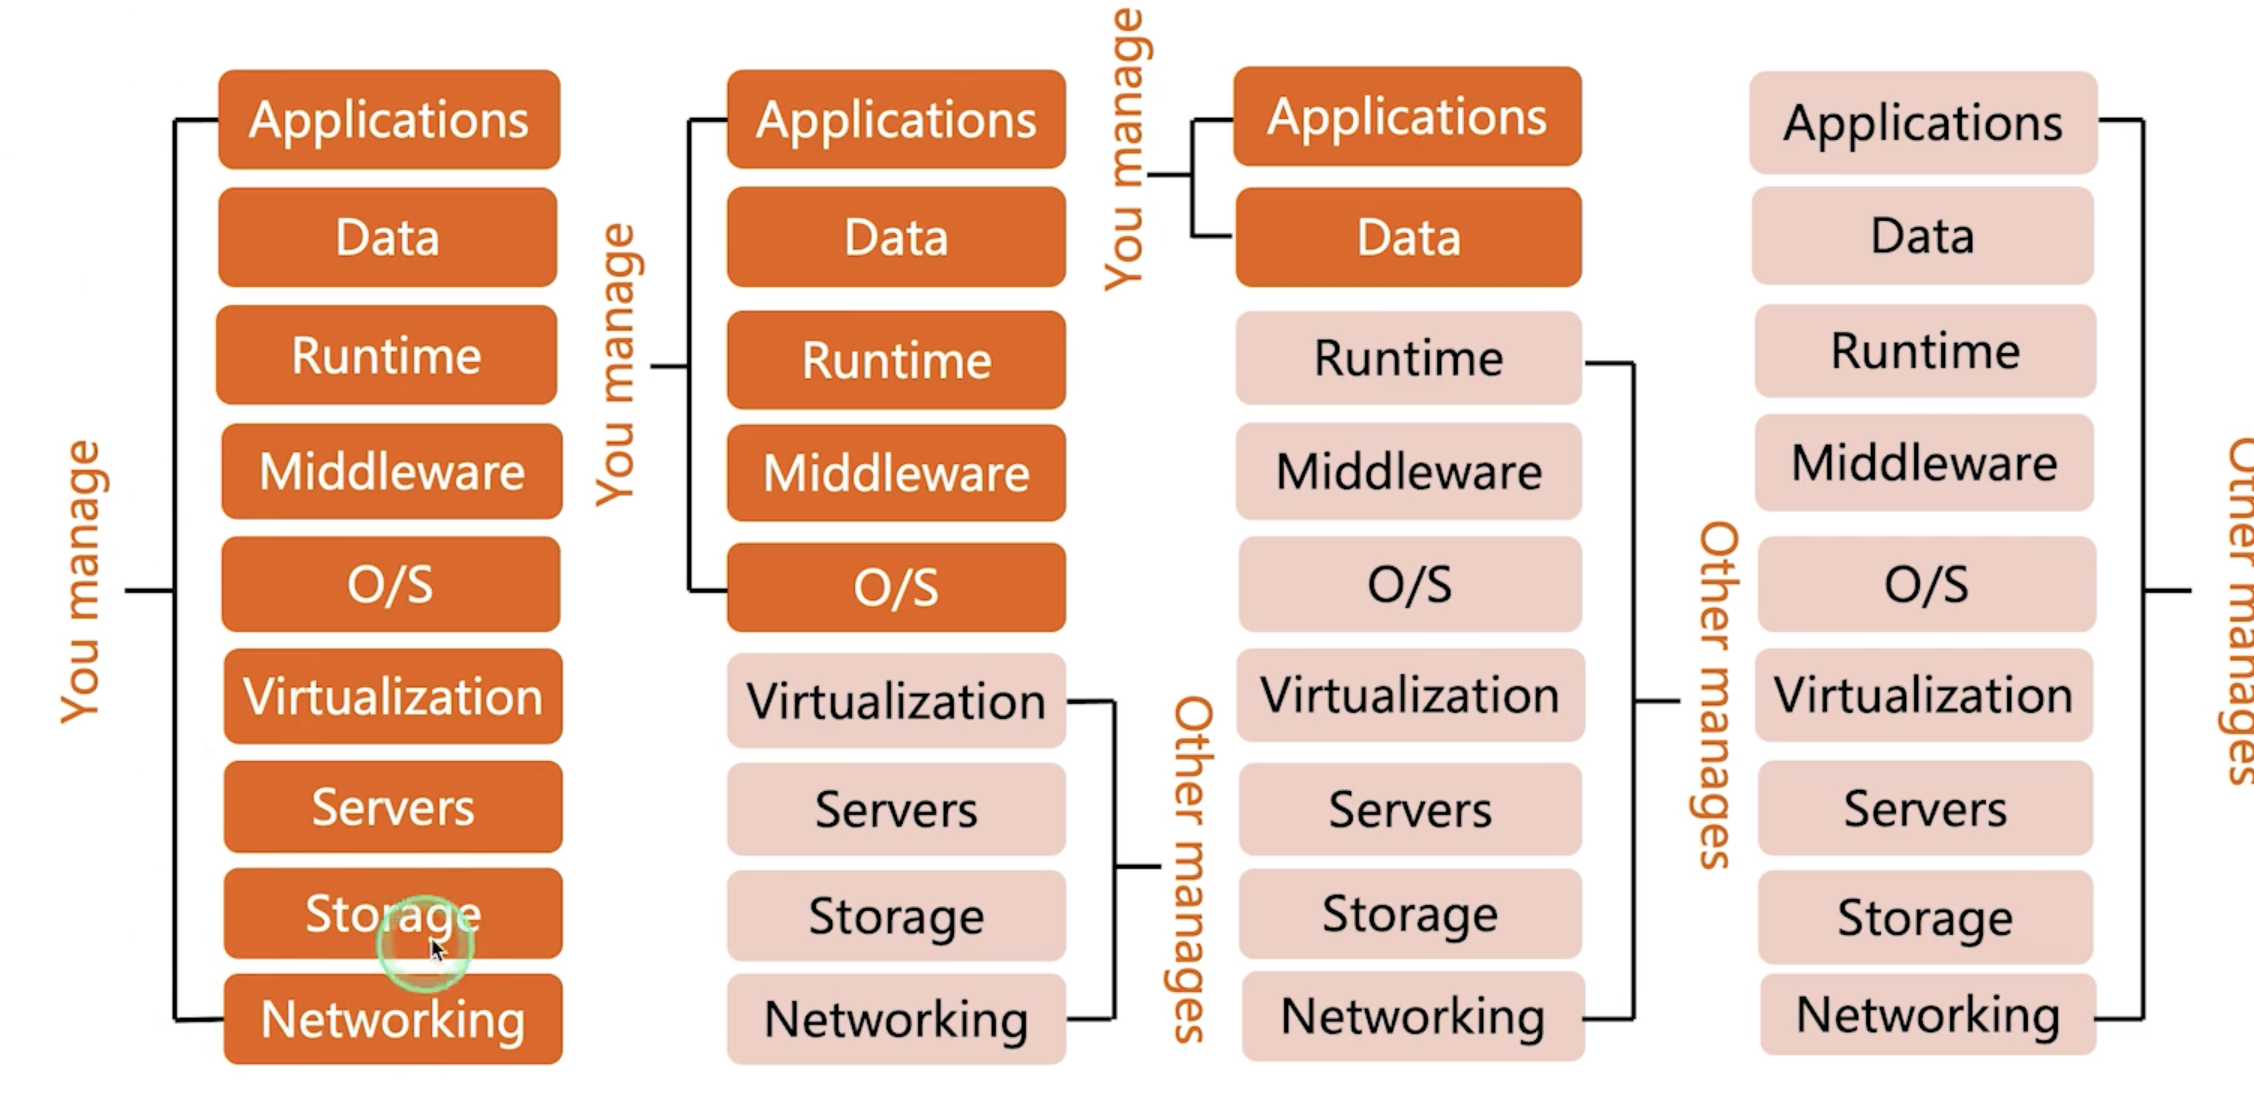 You manage
Applications
Data
Runtime
Middleware
O/S
Virtualization
Servers
Storage
Networking
You manage
Applications
Data
Runtime
Middleware
O/S
Virtualization
Servers
Storage
Networking
Other manages
You manage
Applications
Data
Runtime
Middleware
O/S
Virtualization
Servers
Storage
Networking
Other manages
Applications
Data
Runtime
Middleware
O/S
Virtualization
Servers
Storage
Networking
Other manages